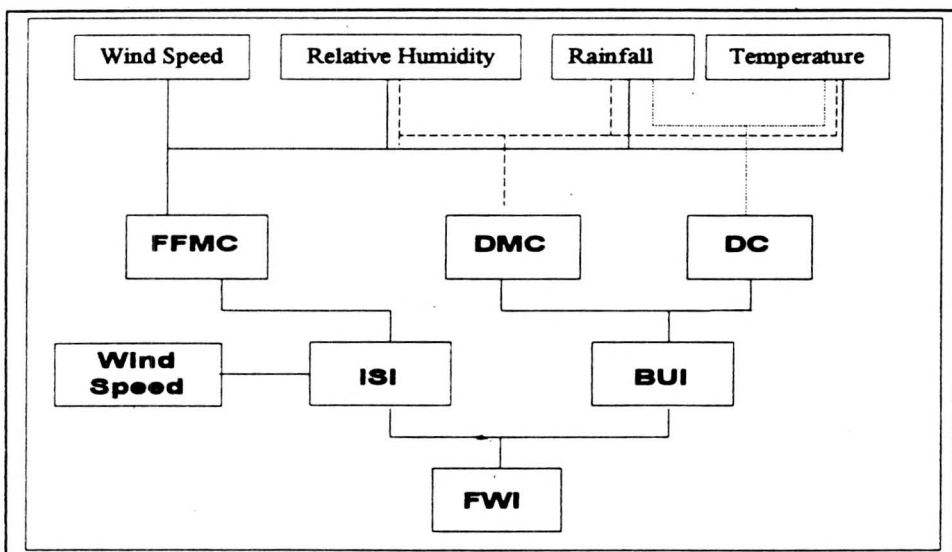 Wind Speed
Relative Humidity
Rainfall
Temperature
FFMC
DMC
DC
Wind
Speed
ISI
BUI
FWI